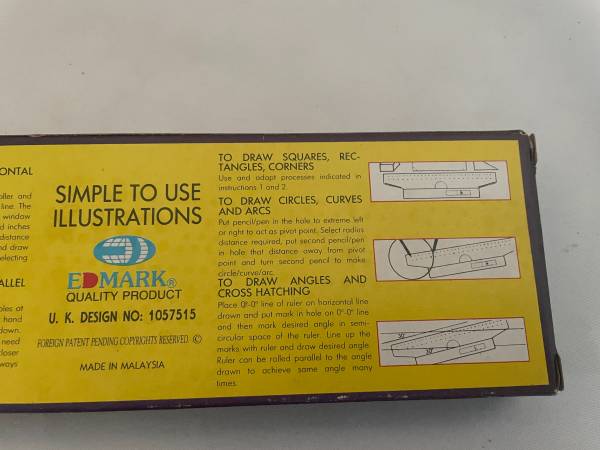 ONTAL
oller and
line. The
window
d inches
distance
nd draw
selecting
ALLEL
oles at
hand
down.
need
closer
ways
SIMPLE TO USE
ILLUSTRATIONS
EDMARK®
QUALITY PRODUCT
U. K. DESIGN NO: 1057515
FOREIGN PATENT PENDING COPYRIGHTS RESERVED. ©
MADE IN MALAYSIA
TO DRAW SQUARES, REC-
TANGLES, CORNERS
Use and adapt processes indicated in
instructions 1 and 2.
TO DRAW CIRCLES, CURVES
AND ARCS
Put pencil/pen in the hole to extreme left
or right to act as pivot point. Select radius
distance required, put second pencil/pen
in hole that distance away from pivot
point and turn second pencil to make
circle/curve/arc.
TO DRAW ANGLES AND
CROSS HATCHING
Place 0°-0° line of ruler on horizontal line
drown and put mark in hole on 0°-0° line
and then mark desired angle in semi-
circular space of the ruler. Line up the
marks with ruler and draw desired angle
Ruler can be rolled parallel to the angle
drawn to achieve same angle many
times.